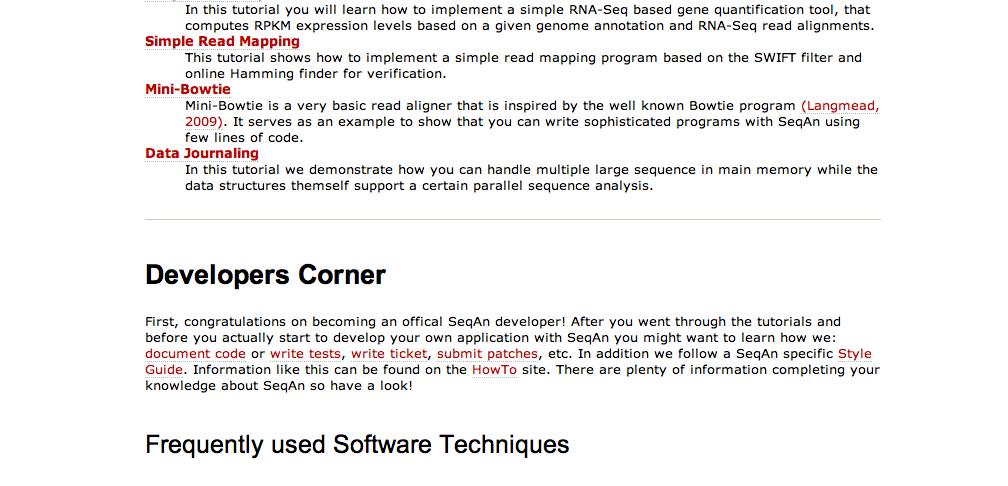 In this tutorial you will learn how to implement a simple RNA-Seq based gene quantification tool, that
computes RPKM expression levels based on a given genome annotation and RNA-Seq read alignments.
Simple Read Mapping
This tutorial shows how to implement a simple read mapping program based on the SWIFT filter and
online Hamming finder for verification.
Mini-Bowtie
Mini-Bowtie is a very basic read aligner that is inspired by the well known Bowtie program (Langmead,
2009). It serves as an example to show that you can write sophisticated programs with SeqAn using
few lines of code.
Data Journaling
In this tutorial we demonstrate how you can handle multiple large sequence in main memory while the
data structures themself support a certain parallel sequence analysis.
Developers Corner
First, congratulations on becoming an offical SeqAn developer! After you went through the tutorials and
before you actually start to develop your own application with SeqAn you might want to learn how we:
document code or write tests, write ticket, submit patches, etc. In addition we follow a SeqAn specific Style
Guide. Information like this can be found on the HowTo site. There are plenty of information completing your
knowledge about SeqAn so have a look!
Frequently used Software Techniques